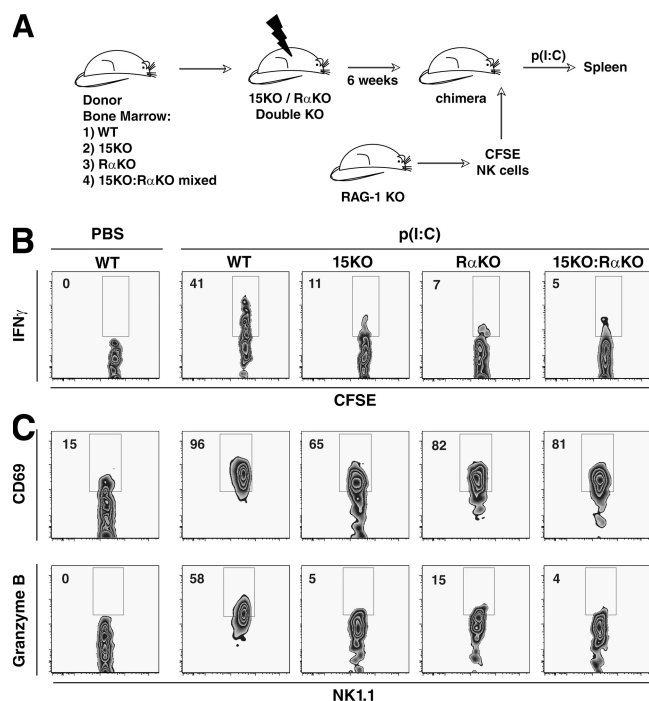 A
p(I:C)
6 weeks
Spleen
15KO / RαKO
Double KO
chimera
Donor
Bone Marrow:
1) WT
2) 15KO
3) RαKO
4) 15KO:RαKO mixed
CFSE
NK cells
RAG-1 KO
B
PBS
p(I:C)
WT
WT
15KO
RαKO
15KO:RαKO
IFNγ
0
41
11
7
5
CFSE
C
CD69
15
96
65
82
81
Granzyme B
0
58
5
15
4
NK1.1